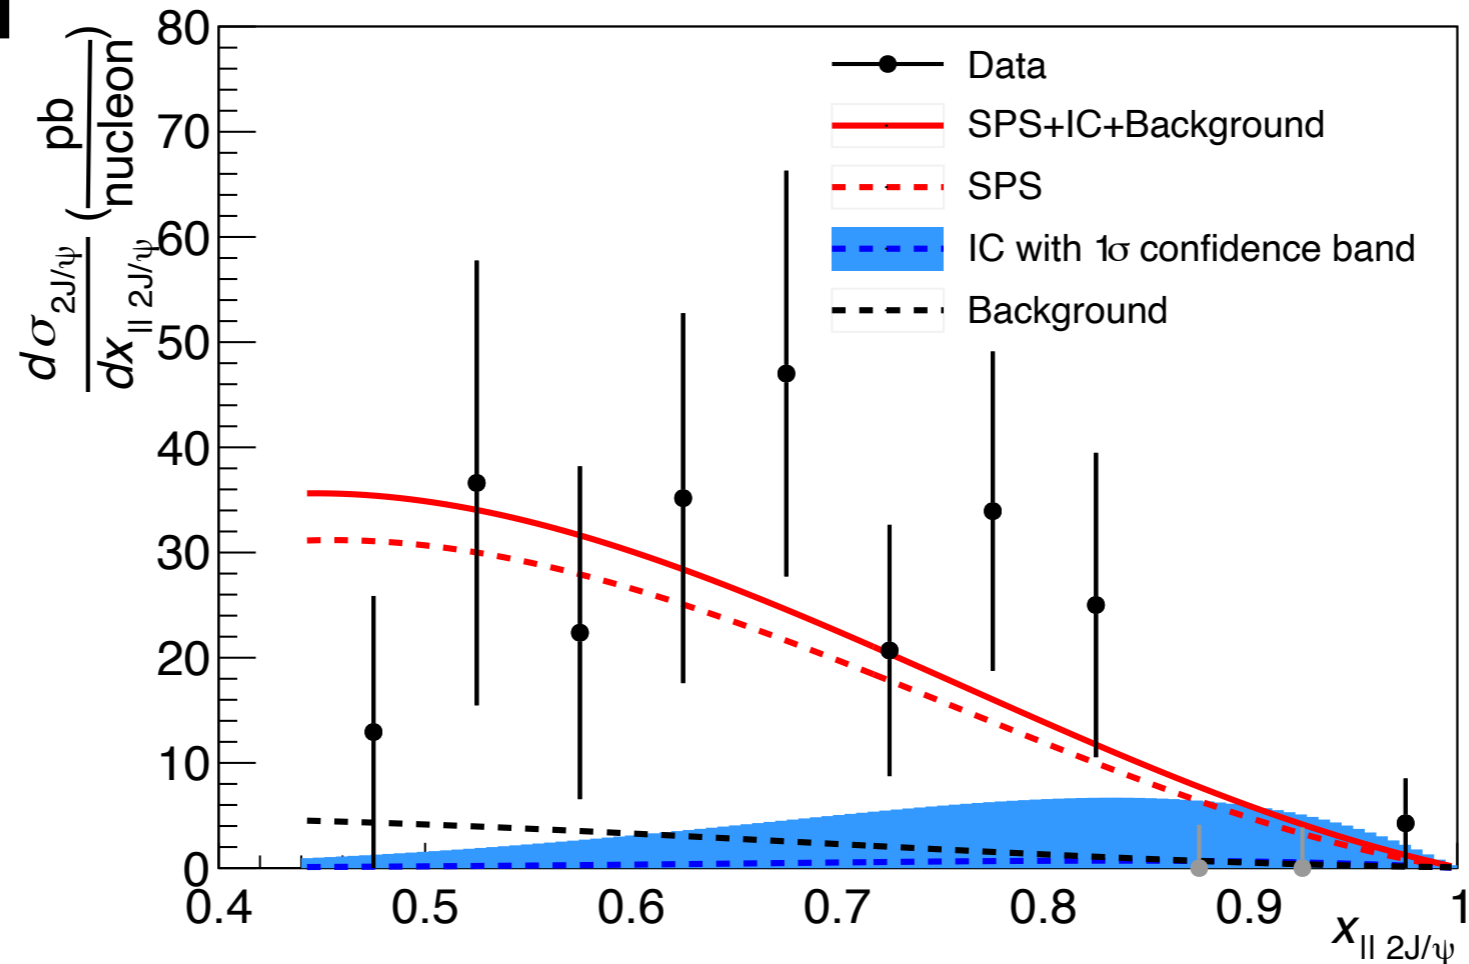 80
70
60
50
40
30
20
10
0
dσ2J/ψ / dx|| 2J/ψ (pb / nucleon)
Data
SPS+IC+Background
SPS
IC with 1σ confidence band
Background
0.4 0.5 0.6 0.7 0.8 0.9 1
x|| 2J/ψ